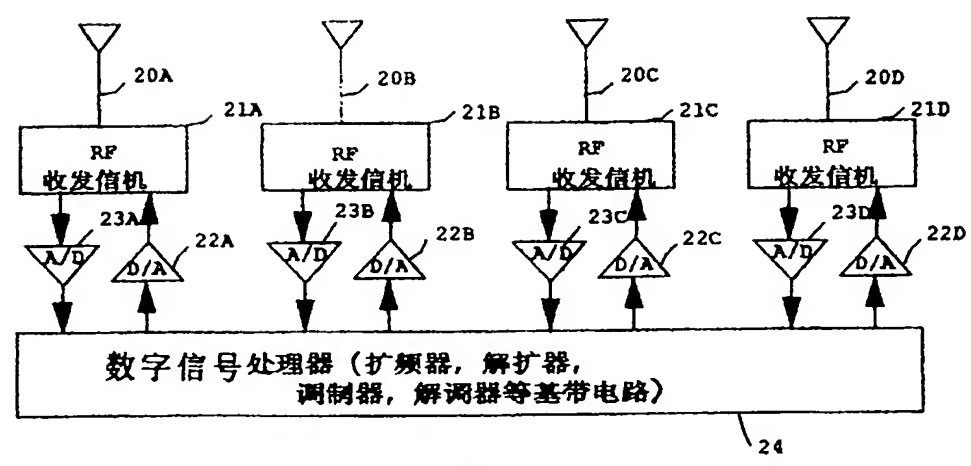 20A 20B 20C 20D
21A 21B 21C 21D
RF RF RF RF
收发信机 收发信机 收发信机 收发信机
23A 23B 23C 23D
22A 22B 22C 22D
A/D D/A A/D D/A A/D D/A A/D D/A
数字信号处理器(扩频器,解扩器,
调制器,解调器等基带电路)
24